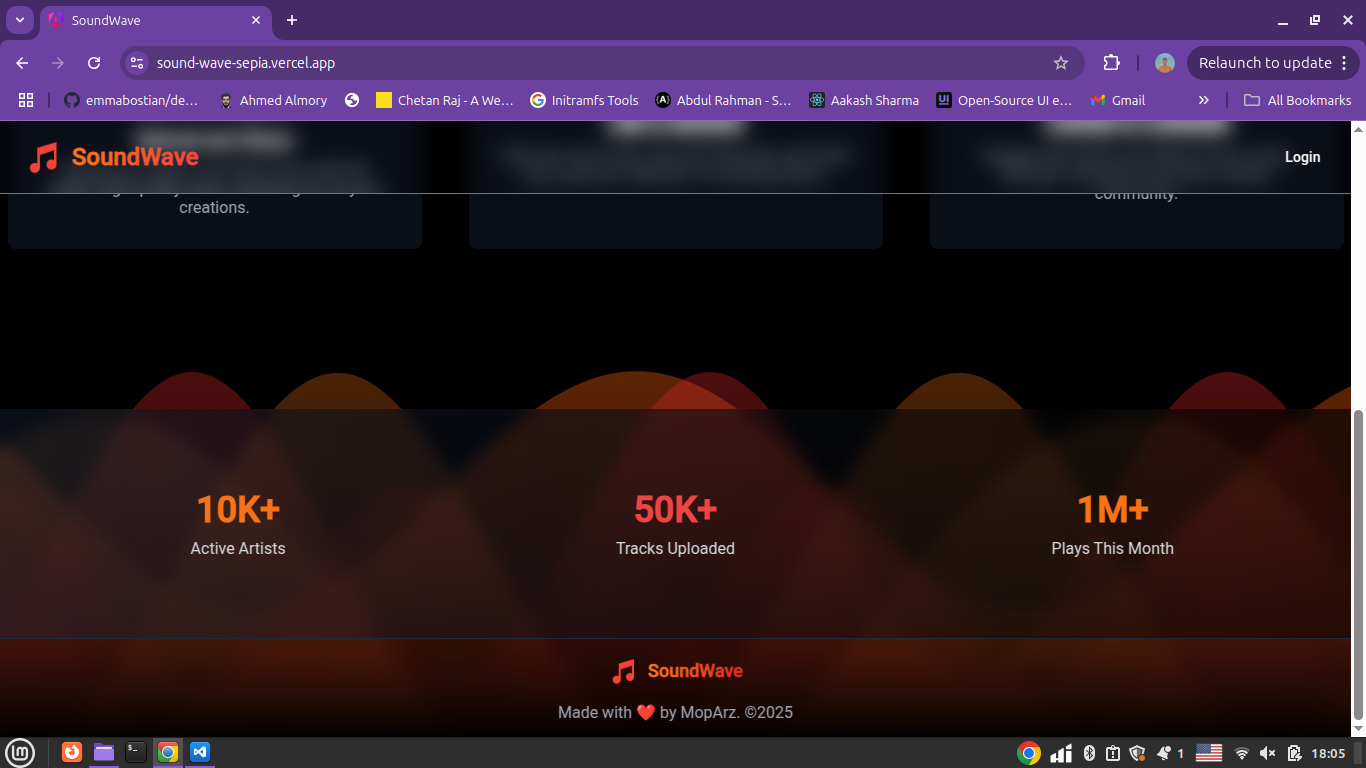 SoundWave
sound-wave-sepia.vercel.app
Relaunch to update
emmabostian/de...
Ahmed Almory
Chetan Raj - A We...
Initramfs Tools
Abdul Rahman - S...
Aakash Sharma
Open-Source UI e...
Gmail
All Bookmarks
SoundWave
Login
creations.
community.
10K+
50K+
1M+
Active Artists
Tracks Uploaded
Plays This Month
SoundWave
Made with ❤️ by MopArz. ©2025
1
18:05